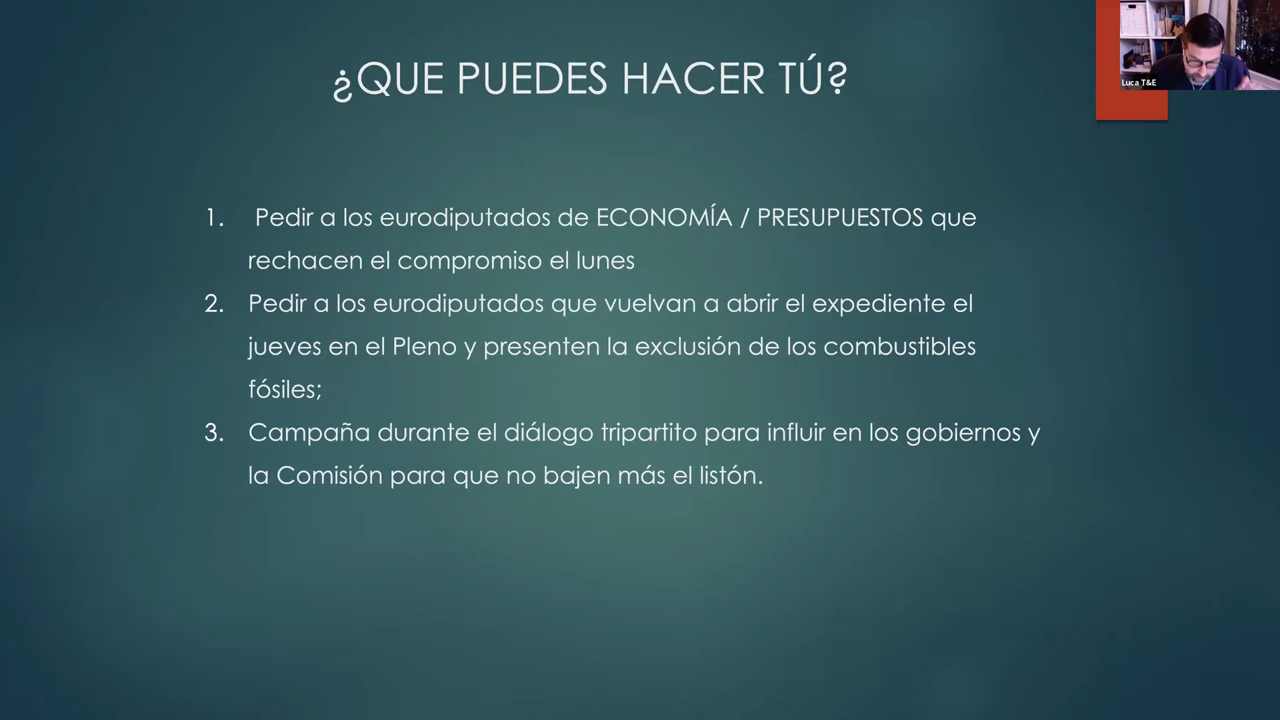 ¿QUE PUEDES HACER TÚ?
Luca T&E
1. Pedir a los eurodiputados de ECONOMÍA / PRESUPUESTOS que
rechacen el compromiso el lunes
2. Pedir a los eurodiputados que vuelvan a abrir el expediente el
jueves en el Pleno y presenten la exclusión de los combustibles
fósiles;
3. Campaña durante el diálogo tripartito para influir en los gobiernos y
la Comisión para que no bajen más el listón.